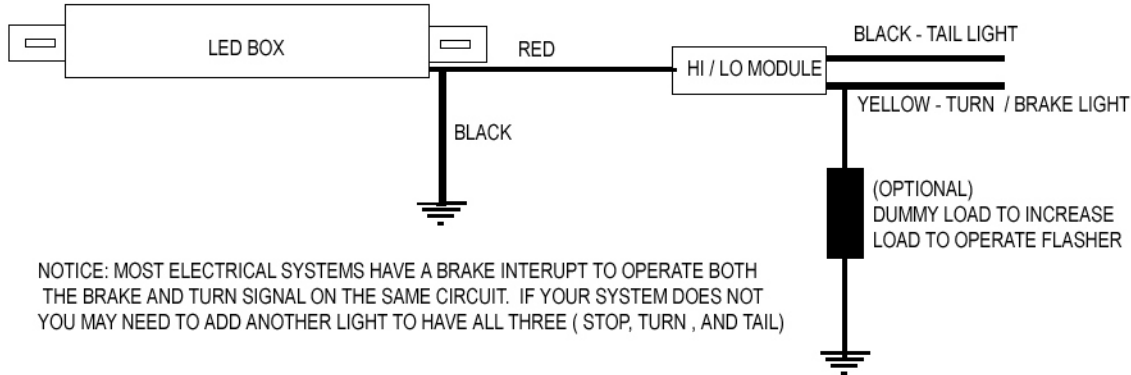 LED BOX
RED
HI / LO MODULE
BLACK - TAIL LIGHT
YELLOW - TURN / BRAKE LIGHT
BLACK
(OPTIONAL)
DUMMY LOAD TO INCREASE
LOAD TO OPERATE FLASHER
NOTICE: MOST ELECTRICAL SYSTEMS HAVE A BRAKE INTERUPT TO OPERATE BOTH
THE BRAKE AND TURN SIGNAL ON THE SAME CIRCUIT. IF YOUR SYSTEM DOES NOT
YOU MAY NEED TO ADD ANOTHER LIGHT TO HAVE ALL THREE ( STOP, TURN , AND TAIL)